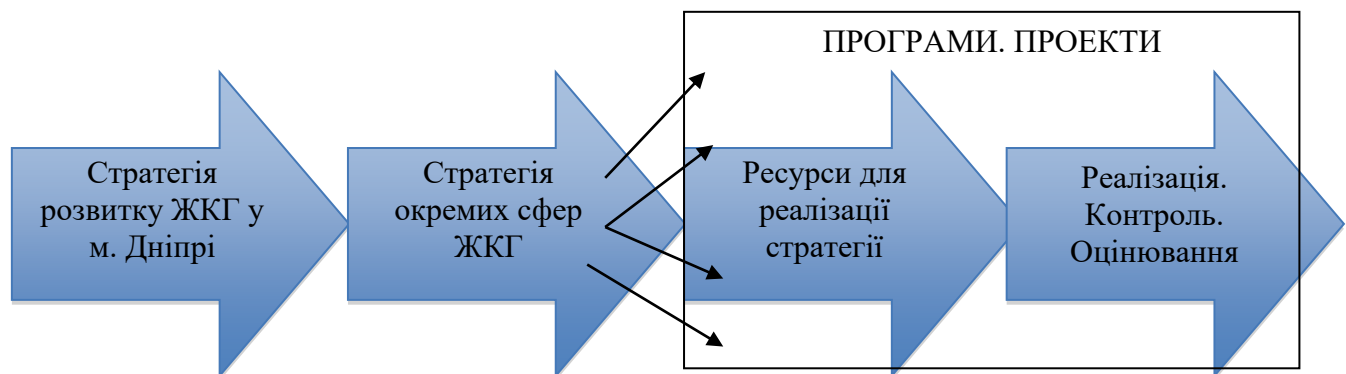 ПРОГРАМИ. ПРОЕКТИ
Стратегія
розвитку ЖКГ у
м. Дніпрі
Стратегія
окремих сфер
ЖКГ
Ресурси для
реалізації
стратегії
Реалізація.
Контроль.
Оцінювання